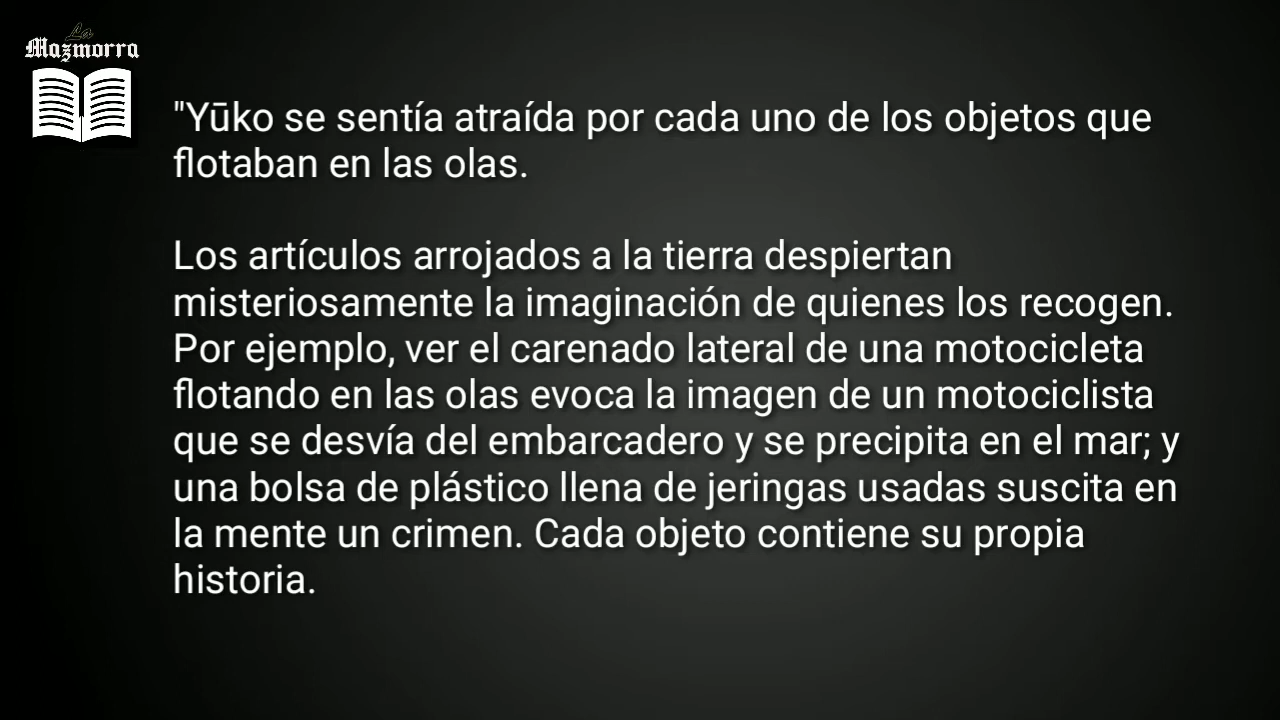 La
Mazmorra
"Yūko se sentía atraída por cada uno de los objetos que
flotaban en las olas.
Los artículos arrojados a la tierra despiertan
misteriosamente la imaginación de quienes los recogen.
Por ejemplo, ver el carenado lateral de una motocicleta
flotando en las olas evoca la imagen de un motociclista
que se desvía del embarcadero y se precipita en el mar; y
una bolsa de plástico llena de jeringas usadas suscita en
la mente un crimen. Cada objeto contiene su propia
historia.